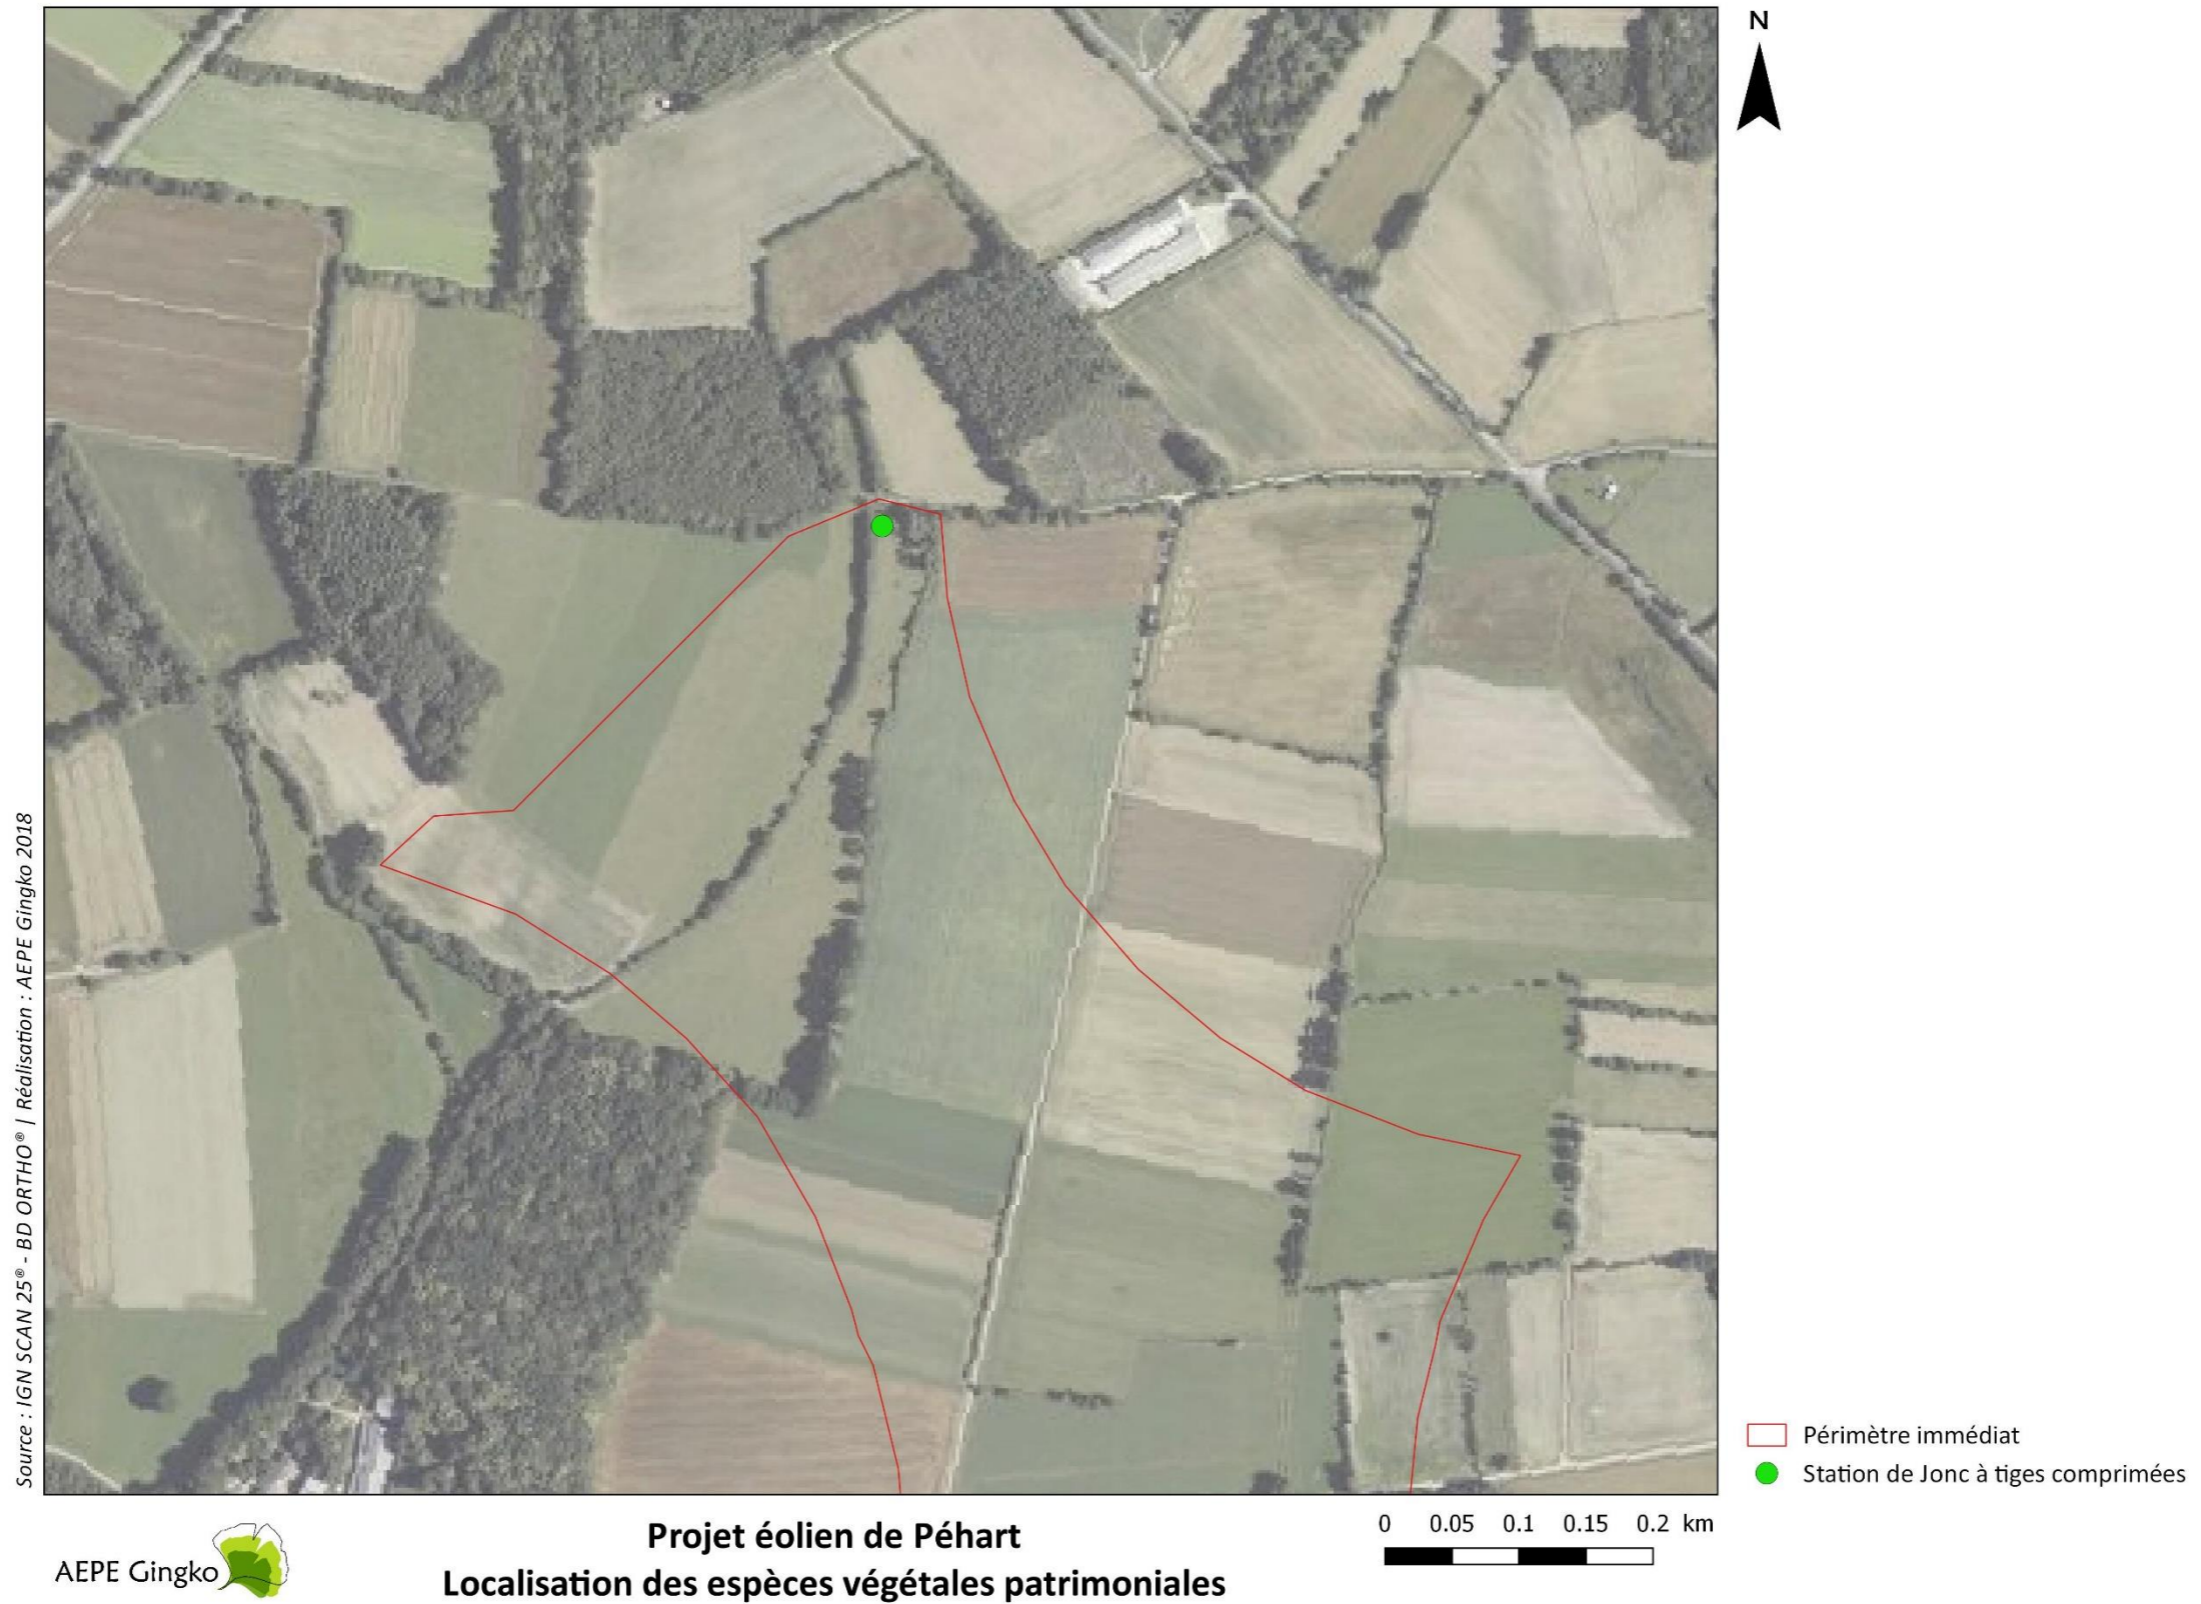 N
Source : IGN SCAN 25® - BD ORTHO® | Réalisation : AEPE Gingko 2018
Périmètre immédiat
Station de Jonc à tiges comprimées
0 0.05 0.1 0.15 0.2 km
AEPE Gingko
Projet éolien de Péhart
Localisation des espèces végétales patrimoniales